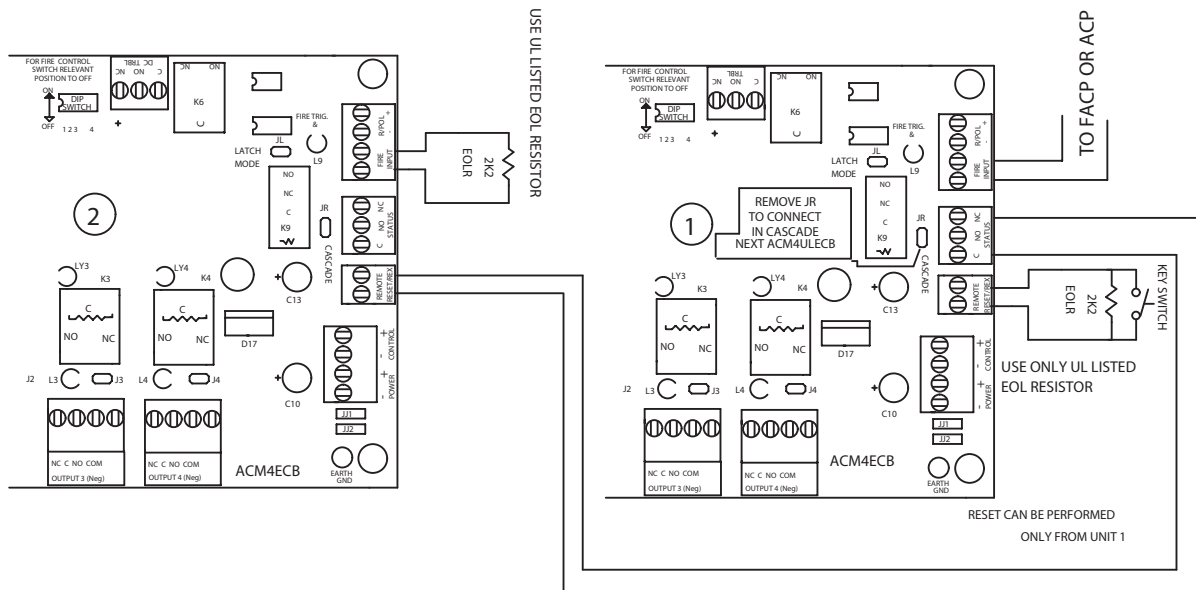 USE UL LISTED EOL RESISTOR
FOR FIRE CONTROL
SWITCH RELEVANT
POSITION TO OFF
ON
OFF
DIP
SWITCH
1 2 3 4
+
DC TRBL
NC NO C
NC NO
K6
C
FIRE TRIG.
&
L9
JL
LATCH
MODE
+
R/POL
-
FIRE
INPUT
2K2
EOLR
NO
NC
C
K9
JR
CASCADE
NC
NO
STATUS
C
REMOTE
RESET/REX
2
LY3
K3
C
NO
NC
LY4
K4
C
NO
NC
+
C13
D17
+
CONTROL
-
+
POWER
-
J2
L3
J3
L4
J4
+
C10
JJ1
JJ2
NC C NO COM
OUTPUT 3 (Neg)
NC C NO COM
OUTPUT 4 (Neg)
ACM4ECB
EARTH
GND
TO FACP OR ACP
FOR FIRE CONTROL
SWITCH RELEVANT
POSITION TO OFF
ON
OFF
DIP
SWITCH
1 2 3 4
+
TRBL
NC NO C
NC NO
K6
C
FIRE TRIG.
&
L9
JL
LATCH
MODE
+
R/POL
-
FIRE
INPUT
1
REMOVE JR
TO CONNECT
IN CASCADE
NEXT ACM4ULECB
NO
NC
C
K9
JR
CASCADE
NC
NO
STATUS
C
REMOTE
RESET/REX
2K2
EOLR
KEY SWITCH
LY3
K3
C
NO
NC
LY4
K4
C
NO
NC
+
C13
D17
+
CONTROL
-
+
POWER
-
USE ONLY UL LISTED
EOL RESISTOR
J2
L3
J3
L4
J4
+
C10
JJ1
JJ2
NC C NO COM
OUTPUT 3 (Neg)
NC C NO COM
OUTPUT 4 (Neg)
ACM4ECB
EARTH
GND
RESET CAN BE PERFORMED
ONLY FROM UNIT 1